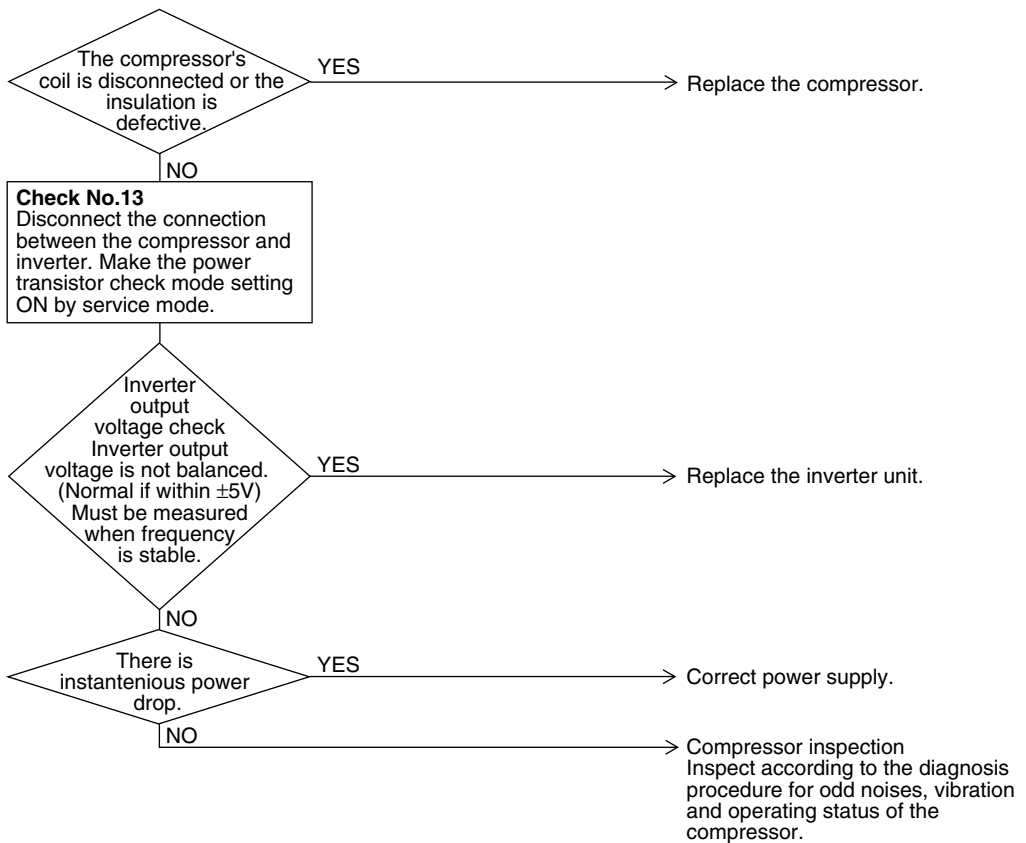 The compressor's
coil is disconnected or the
insulation is
defective.
YES
Replace the compressor.
NO
Check No.13
Disconnect the connection
between the compressor and
inverter. Make the power
transistor check mode setting
ON by service mode.
Inverter
output
voltage check
Inverter output
voltage is not balanced.
(Normal if within ±5V)
Must be measured
when frequency
is stable.
YES
Replace the inverter unit.
NO
There is
instantenious power
drop.
YES
Correct power supply.
NO
Compressor inspection
Inspect according to the diagnosis
procedure for odd noises, vibration
and operating status of the
compressor.